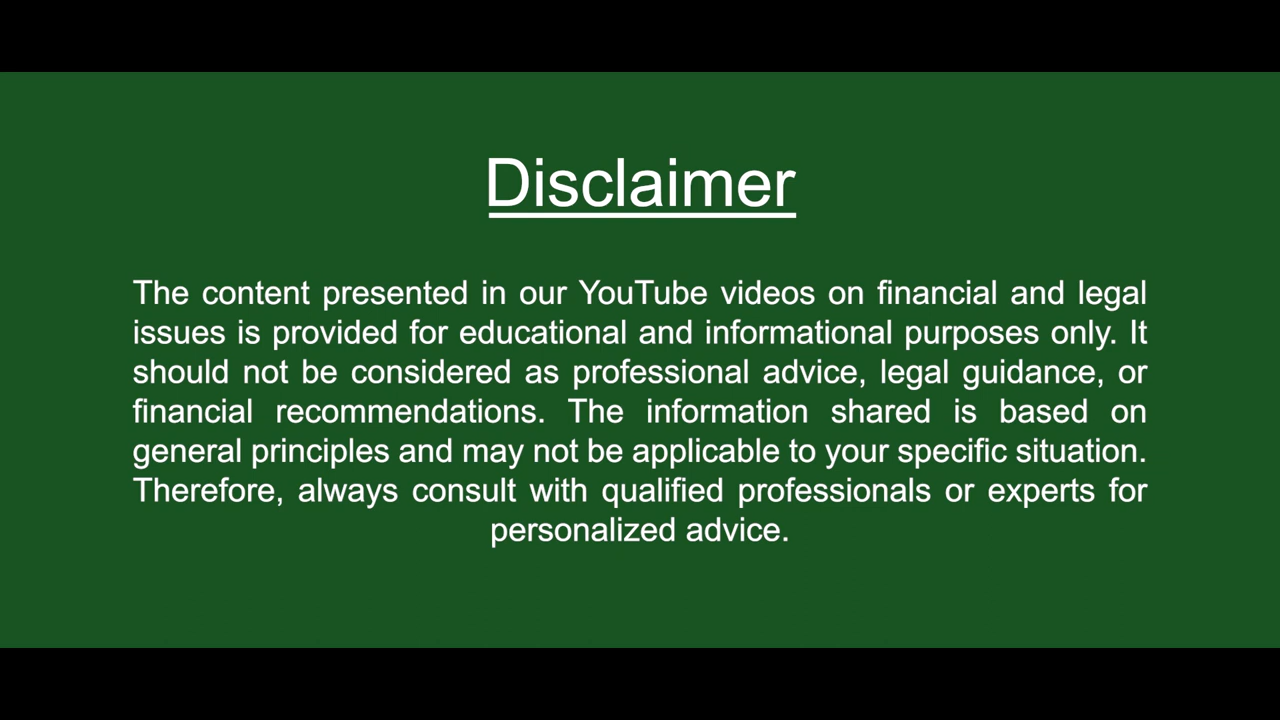 Disclaimer
The content presented in our YouTube videos on financial and legal
issues is provided for educational and informational purposes only. It
should not be considered as professional advice, legal guidance, or
financial recommendations. The information shared is based on
general principles and may not be applicable to your specific situation.
Therefore, always consult with qualified professionals or experts for
personalized advice.